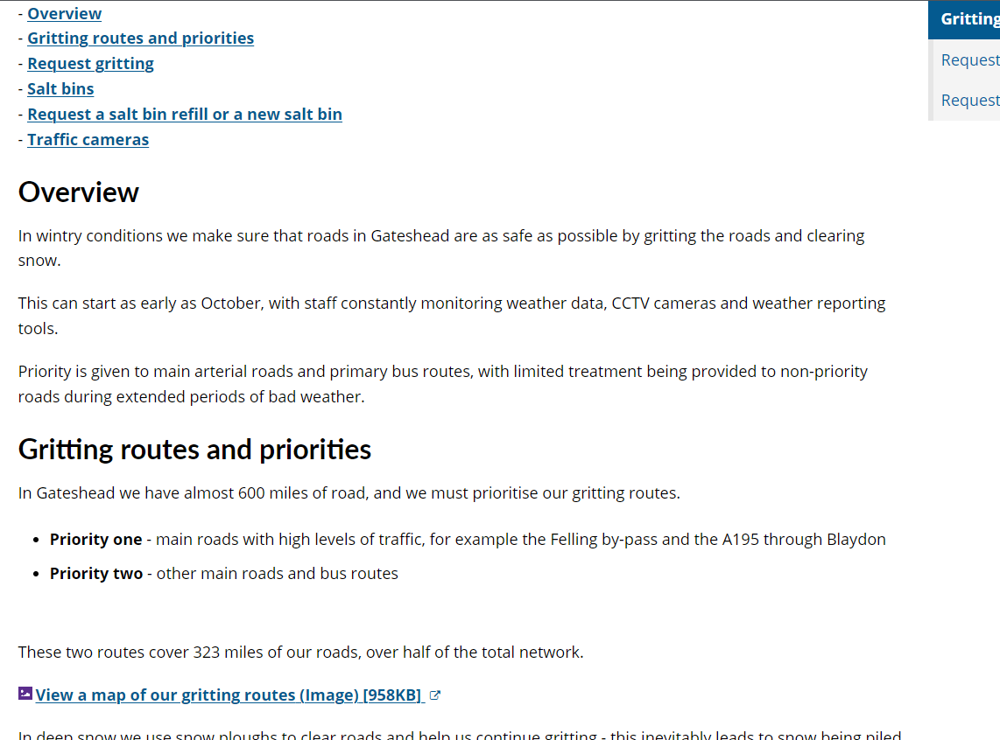 - Overview
- Gritting routes and priorities
- Request gritting
- Salt bins
- Request a salt bin refill or a new salt bin
- Traffic cameras
Gritting
Request
Request
Overview
In wintry conditions we make sure that roads in Gateshead are as safe as possible by gritting the roads and clearing
snow.
This can start as early as October, with staff constantly monitoring weather data, CCTV cameras and weather reporting
tools.
Priority is given to main arterial roads and primary bus routes, with limited treatment being provided to non-priority
roads during extended periods of bad weather.
Gritting routes and priorities
In Gateshead we have almost 600 miles of road, and we must prioritise our gritting routes.
• Priority one - main roads with high levels of traffic, for example the Felling by-pass and the A195 through Blaydon
• Priority two - other main roads and bus routes
These two routes cover 323 miles of our roads, over half of the total network.
View a map of our gritting routes (Image) [958KB]
In deep snow we use snow ploughs to clear roads and help us continue gritting - this inevitably leads to snow being piled